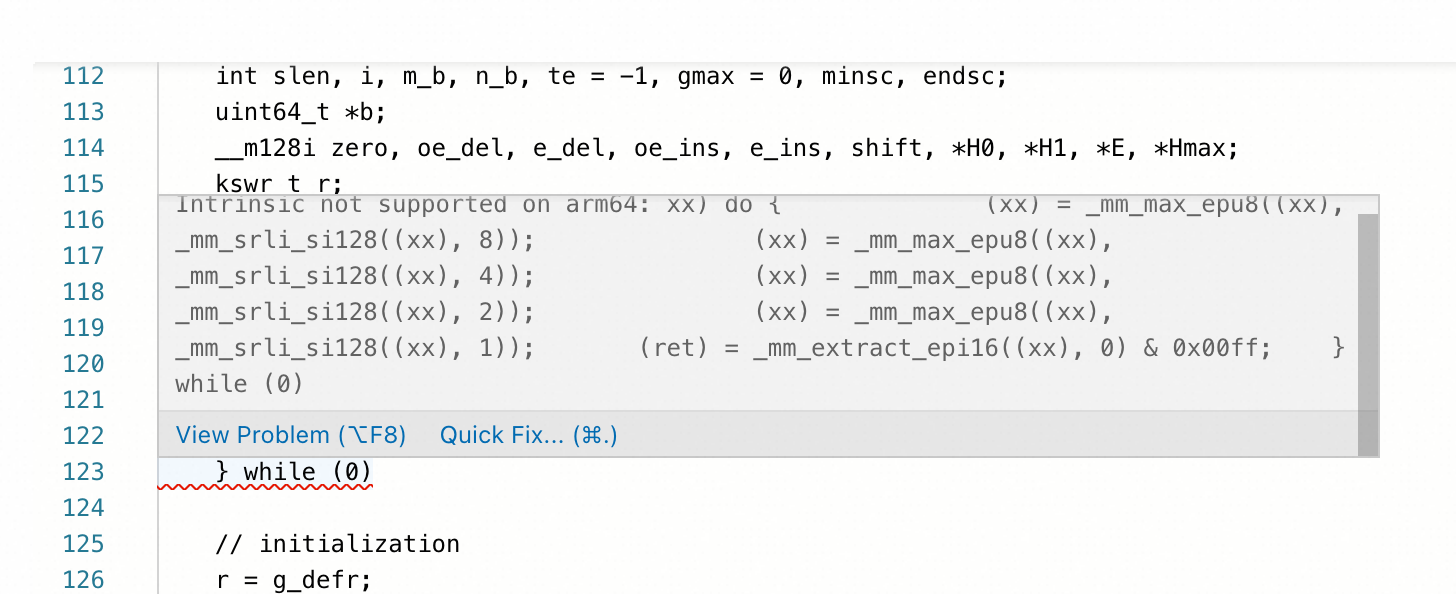 112 int slen, i, m_b, n_b, te = -1, gmax = 0, minsc, endsc;
113 uint64_t *b;
114 __m128i zero, oe_del, e_del, oe_ins, e_ins, shift, *H0, *H1, *E, *Hmax;
115 kswr_t r;
116 Intrinsic not supported on arm64: xx) do { (xx) = _mm_max_epu8((xx),
117 _mm_srli_si128((xx), 8)); (xx) = _mm_max_epu8((xx),
118 _mm_srli_si128((xx), 4)); (xx) = _mm_max_epu8((xx),
119 _mm_srli_si128((xx), 2)); (xx) = _mm_max_epu8((xx),
120 _mm_srli_si128((xx), 1)); (ret) = _mm_extract_epi16((xx), 0) & 0x00ff; }
121 while (0)
122 View Problem (⌥F8) Quick Fix... (⌘.)
123 } while (0)
124
125 // initialization
126 r = g_defr;